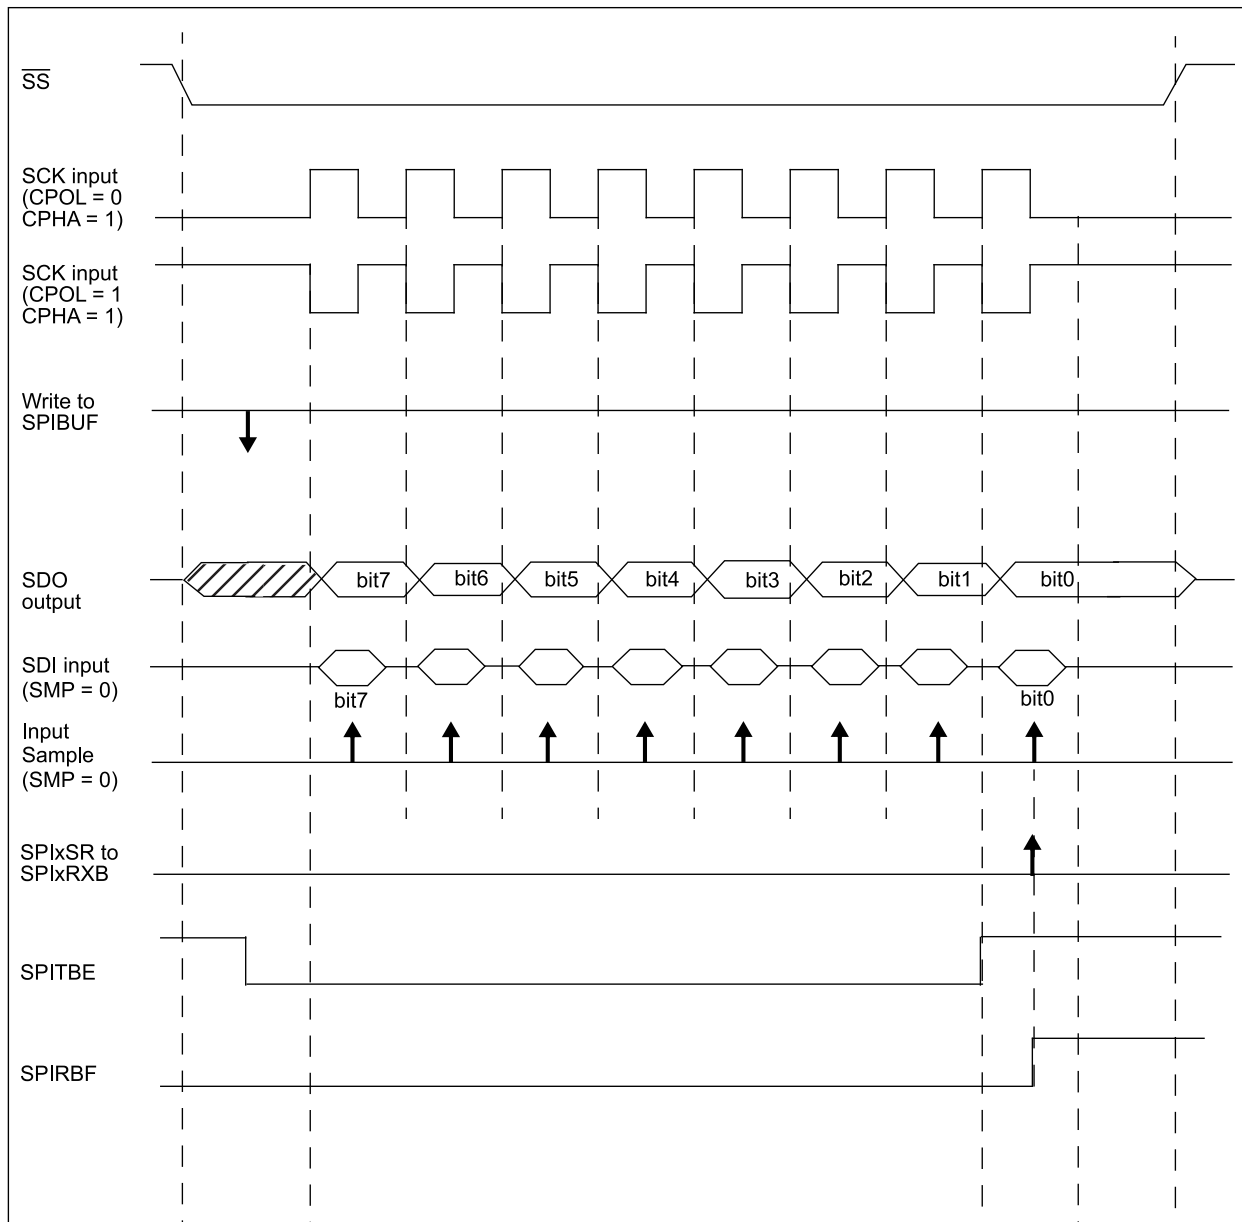 SS
SCK input
(CPOL = 0
CPHA = 1)
SCK input
(CPOL = 1
CPHA = 1)
Write to
SPIBUF
SDO
output
bit7 bit6 bit5 bit4 bit3 bit2 bit1 bit0
SDI input
(SMP = 0)
bit7 bit0
Input
Sample
(SMP = 0)
SPIxSR to
SPIxRXB
SPITBE
SPIRBF